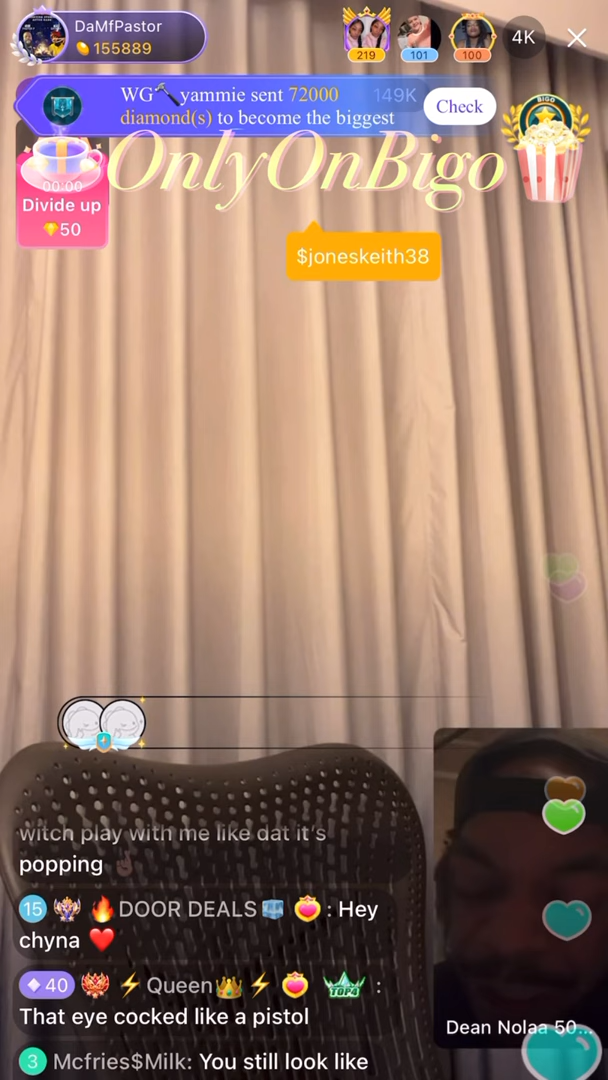 DaMfPastor
155889
219
101
100
4K
WG yammie sent 72000
diamond(s) to become the biggest
149K
Check
BIGO
OnlyOnBigo
00:00
Divide up
50
$joneskeith38
witch play with me like dat it's
popping
15 DOOR DEALS : Hey
chyna
40 Queen TOP4 :
That eye cocked like a pistol
3 Mcfries$Milk: You still look like
Dean Nolaa 50...